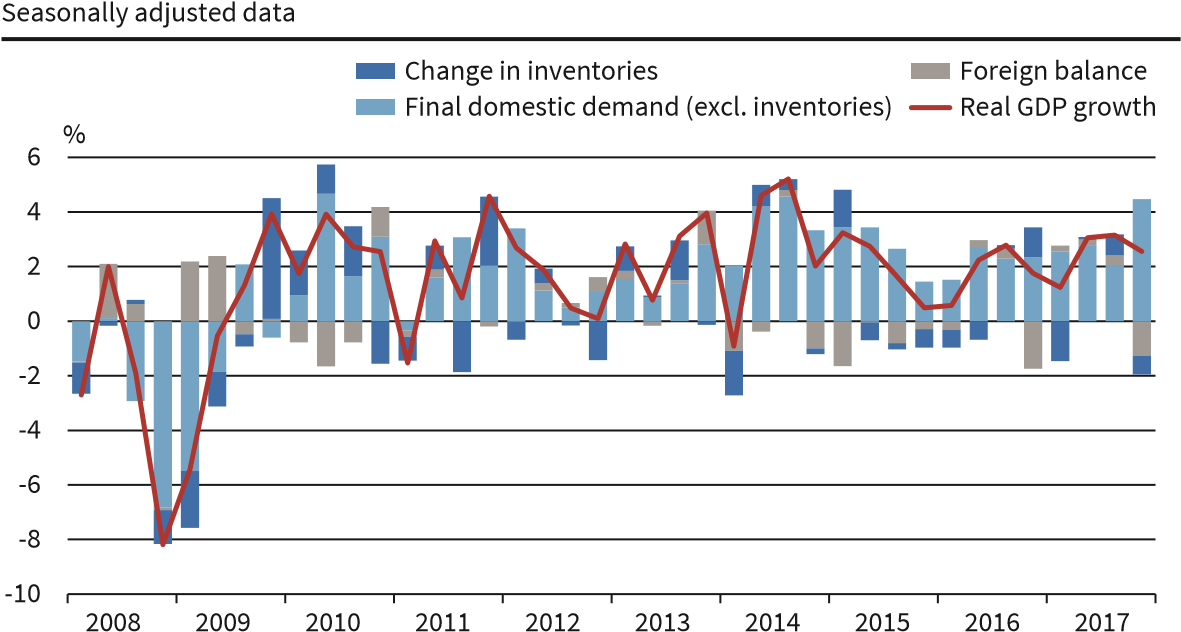 Seasonally adjusted data
Change in inventories
Foreign balance
Final domestic demand (excl. inventories)
Real GDP growth
%
6
4
2
0
-2
-4
-6
-8
-10
2008 2009 2010 2011 2012 2013 2014 2015 2016 2017